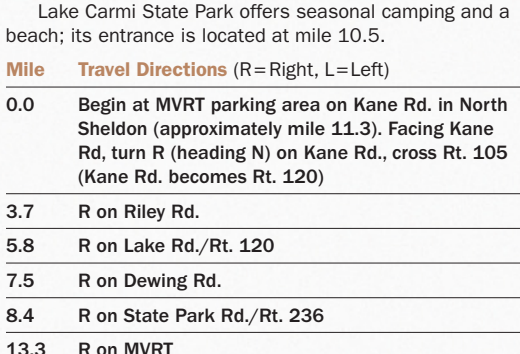 Lake Carmi State Park offers seasonal camping and a
beach; its entrance is located at mile 10.5.
Mile Travel Directions (R=Right, L=Left)
0.0 Begin at MVRT parking area on Kane Rd. in North
Sheldon (approximately mile 11.3). Facing Kane
Rd, turn R (heading N) on Kane Rd., cross Rt. 105
(Kane Rd. becomes Rt. 120)
3.7 R on Riley Rd.
5.8 R on Lake Rd./Rt. 120
7.5 R on Dewing Rd.
8.4 R on State Park Rd./Rt. 236
13.3 R on MVRT